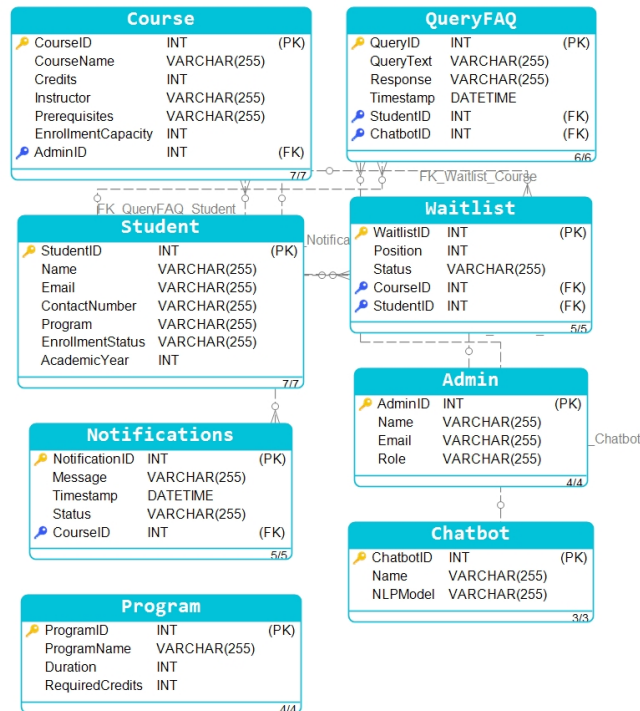 Course
CourseID INT (PK)
CourseName VARCHAR(255)
Credits INT
Instructor VARCHAR(255)
Prerequisites VARCHAR(255)
EnrollmentCapacity INT
AdminID INT (FK)
7/7
QueryFAQ
QueryID INT (PK)
QueryText VARCHAR(255)
Response VARCHAR(255)
Timestamp DATETIME
StudentID INT (FK)
ChatbotID INT (FK)
6/6
FK_Waitlist_Course
FK_QueryFAQ_Student
Student
StudentID INT (PK)
Name VARCHAR(255)
Email VARCHAR(255)
ContactNumber VARCHAR(255)
Program VARCHAR(255)
EnrollmentStatus VARCHAR(255)
AcademicYear INT
7/7
_Notifica
Waitlist
WaitlistID INT (PK)
Position INT
Status VARCHAR(255)
CourseID INT (FK)
StudentID INT (FK)
5/5
Admin
AdminID INT (PK)
Name VARCHAR(255)
Email VARCHAR(255)
Role VARCHAR(255)
4/4
_Chatbot
Notifications
NotificationID INT (PK)
Message VARCHAR(255)
Timestamp DATETIME
Status VARCHAR(255)
CourseID INT (FK)
5/5
Chatbot
ChatbotID INT (PK)
Name VARCHAR(255)
NLPModel VARCHAR(255)
3/3
Program
ProgramID INT (PK)
ProgramName VARCHAR(255)
Duration INT
RequiredCredits INT
4/4